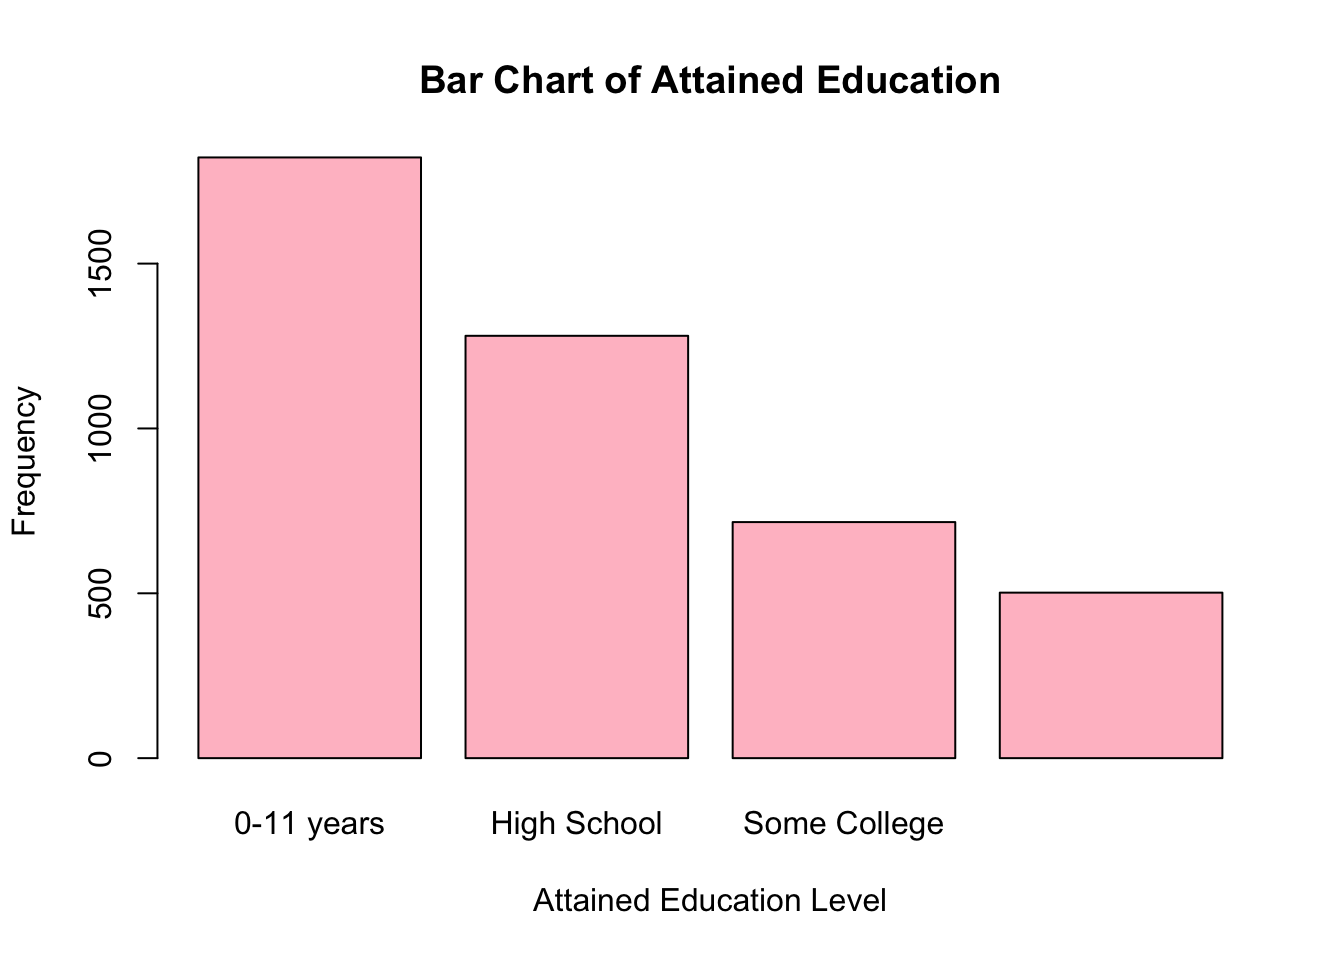 Bar Chart of Attained Education
Frequency
1500
1000
500
0
0-11 years
High School
Some College
Attained Education Level